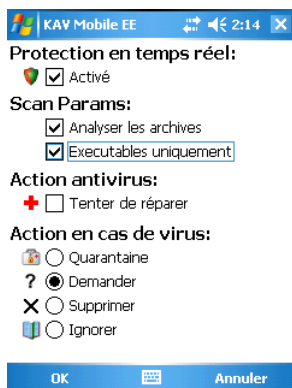 KAV Mobile EE 2:14
Protection en temps réel:
Activé
Scan Params:
Analyser les archives
Executables uniquement
Action antivirus:
Tenter de réparer
Action en cas de virus:
Quarantaine
? Demander
Supprimer
Ignorer
OK Annuler